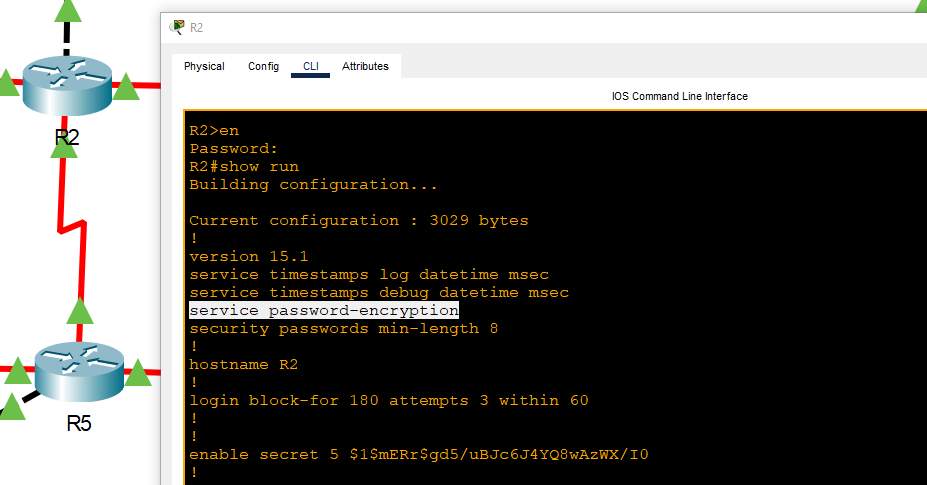 R2
R5
R2
Physical Config CLI Attributes
IOS Command Line Interface
R2>en
Password:
R2#show run
Building configuration...
Current configuration : 3029 bytes
!
version 15.1
service timestamps log datetime msec
service timestamps debug datetime msec
service password-encryption
security passwords min-length 8
!
hostname R2
!
login block-for 180 attempts 3 within 60
!
!
enable secret 5 $1$mERr$gd5/uBJc6J4YQ8wAzWX/I0
!